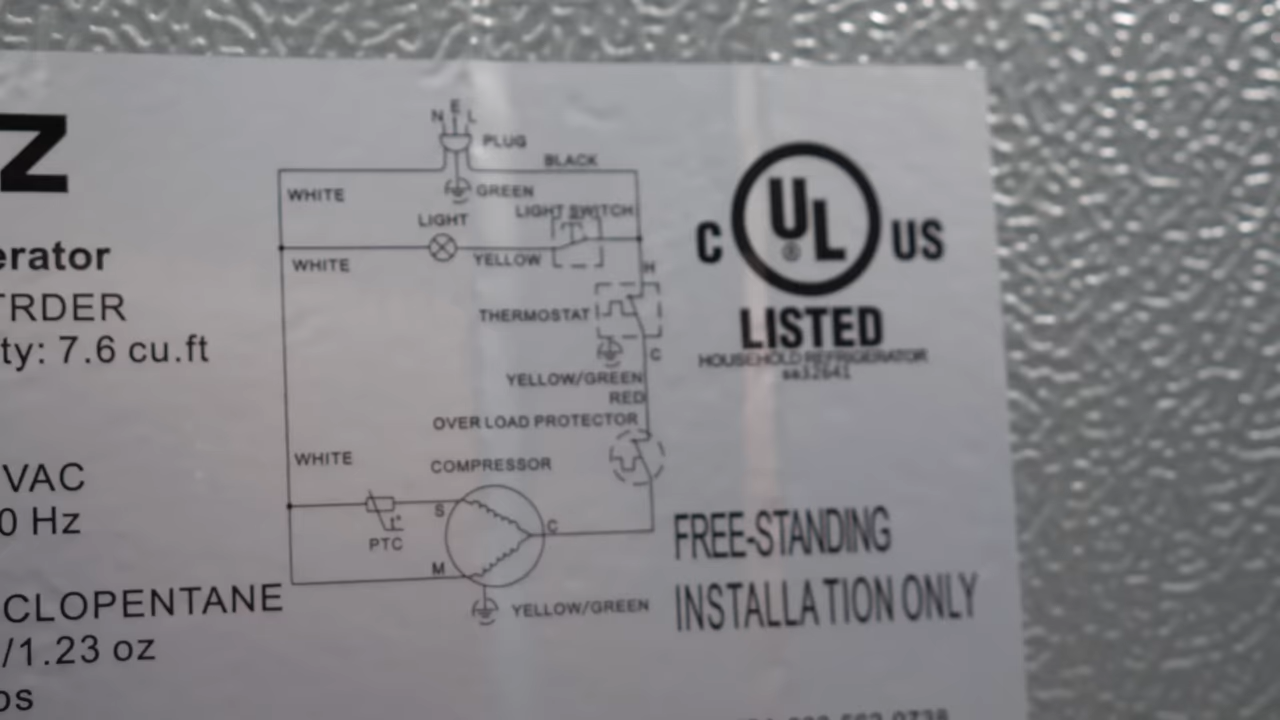 Z
erator
TRDER
ty: 7.6 cu.ft
VAC
0 Hz
CLOPENTANE
/1.23 oz
os
N E L
PLUG
BLACK
WHITE
GREEN
LIGHT
LIGHT SWITCH
WHITE
YELLOW
H
THERMOSTAT
C
YELLOW/GREEN
RED
OVER LOAD PROTECTOR
WHITE
COMPRESSOR
S
C
PTC
M
YELLOW/GREEN
C UL ® US
LISTED
HOUSEHOLD REFRIGERATOR
sa32641
FREE-STANDING
INSTALLATION ONLY